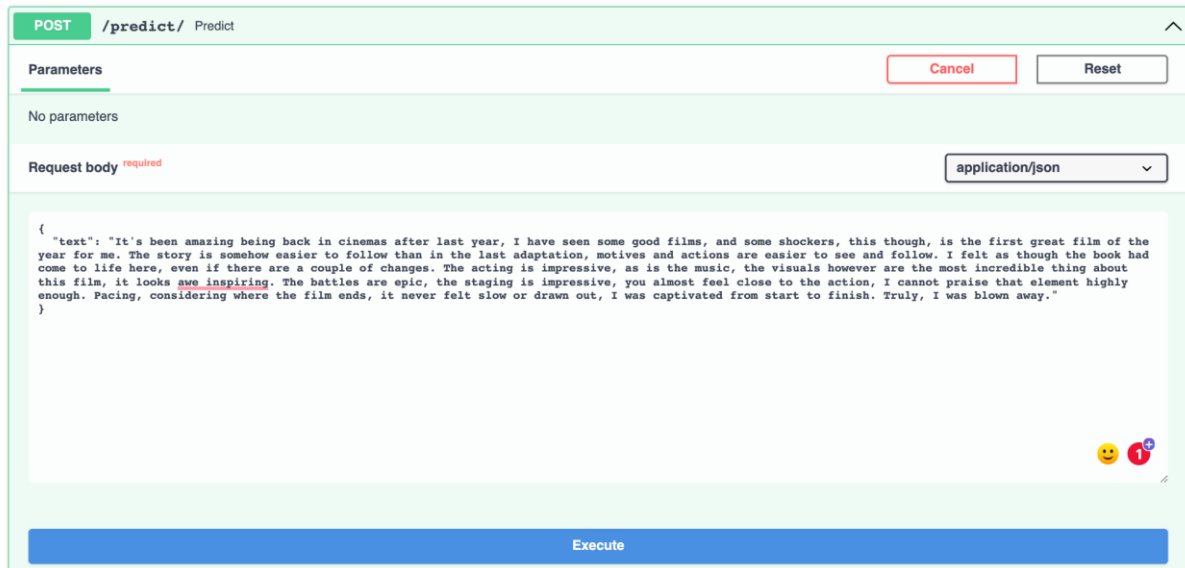 POST /predict/ Predict
Parameters
Cancel
Reset
No parameters
Request body required
application/json
{
"text": "It's been amazing being back in cinemas after last year, I have seen some good films, and some shockers, this though, is the first great film of the
year for me. The story is somehow easier to follow than in the last adaptation, motives and actions are easier to see and follow. I felt as though the book had
come to life here, even if there are a couple of changes. The acting is impressive, as is the music, the visuals however are the most incredible thing about
this film, it looks awe inspiring. The battles are epic, the staging is impressive, you almost feel close to the action, I cannot praise that element highly
enough. Pacing, considering where the film ends, it never felt slow or drawn out, I was captivated from start to finish. Truly, I was blown away."
}
1
Execute